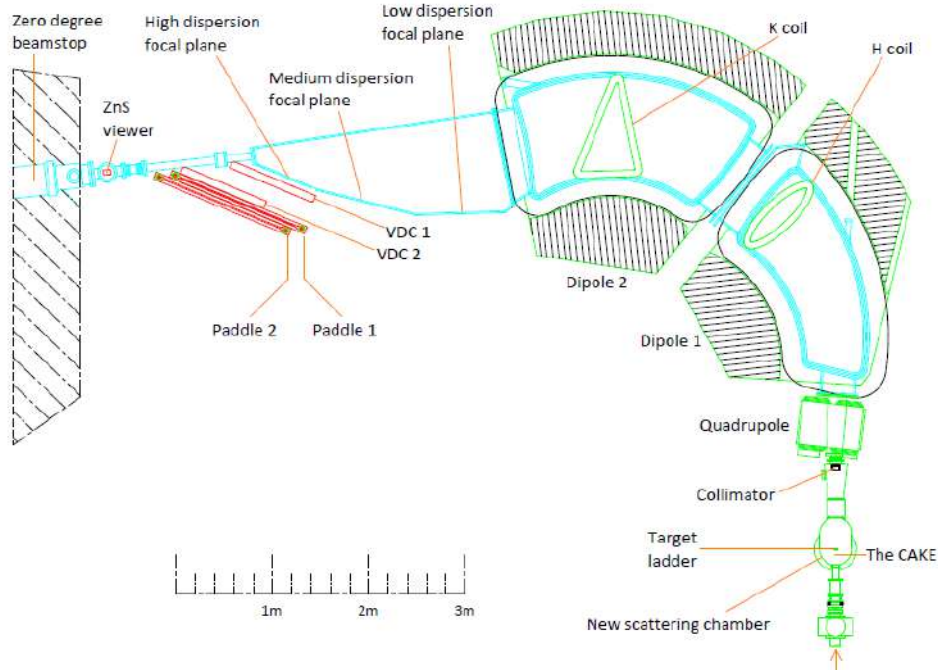 Zero degree
beamstop
High dispersion
focal plane
Low dispersion
focal plane
K coil
H coil
Medium dispersion
focal plane
ZnS
viewer
VDC 1
VDC 2
Paddle 2
Paddle 1
Dipole 2
Dipole 1
Quadrupole
Collimator
Target
ladder
The CAKE
New scattering chamber
1m
2m
3m